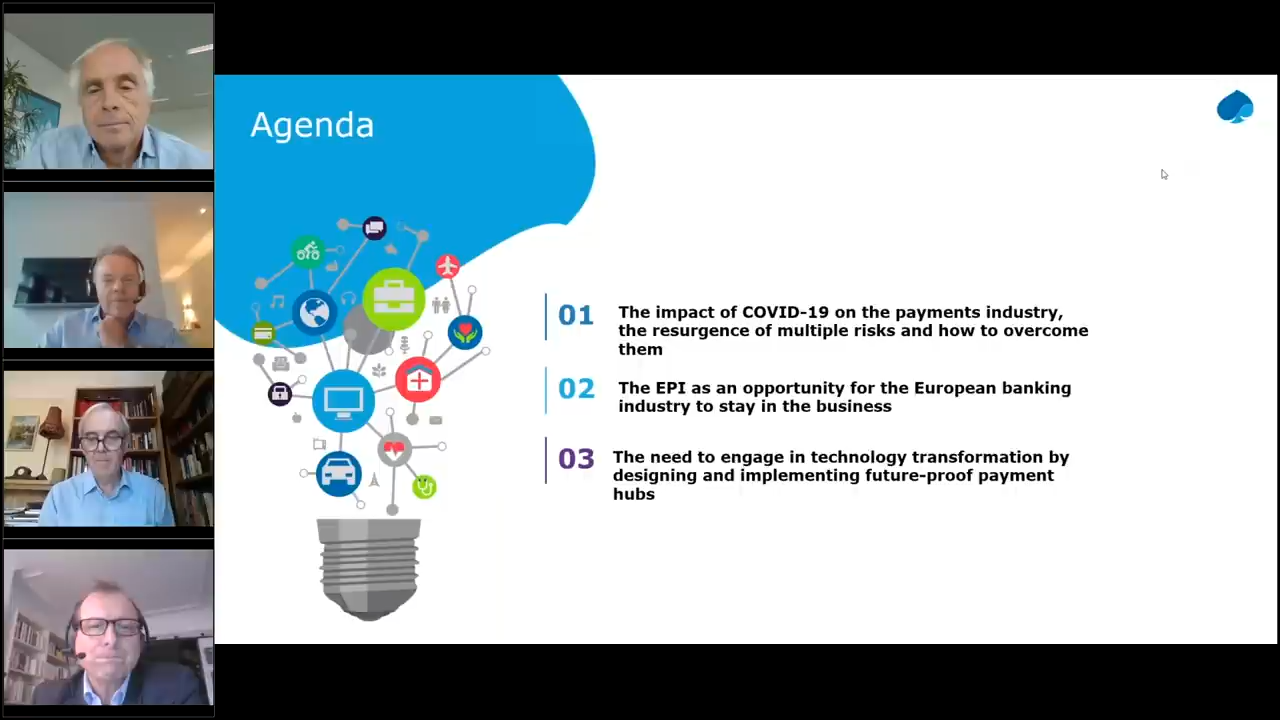 Agenda
01
The impact of COVID-19 on the payments industry,
the resurgence of multiple risks and how to overcome
them
02
The EPI as an opportunity for the European banking
industry to stay in the business
03
The need to engage in technology transformation by
designing and implementing future-proof payment
hubs